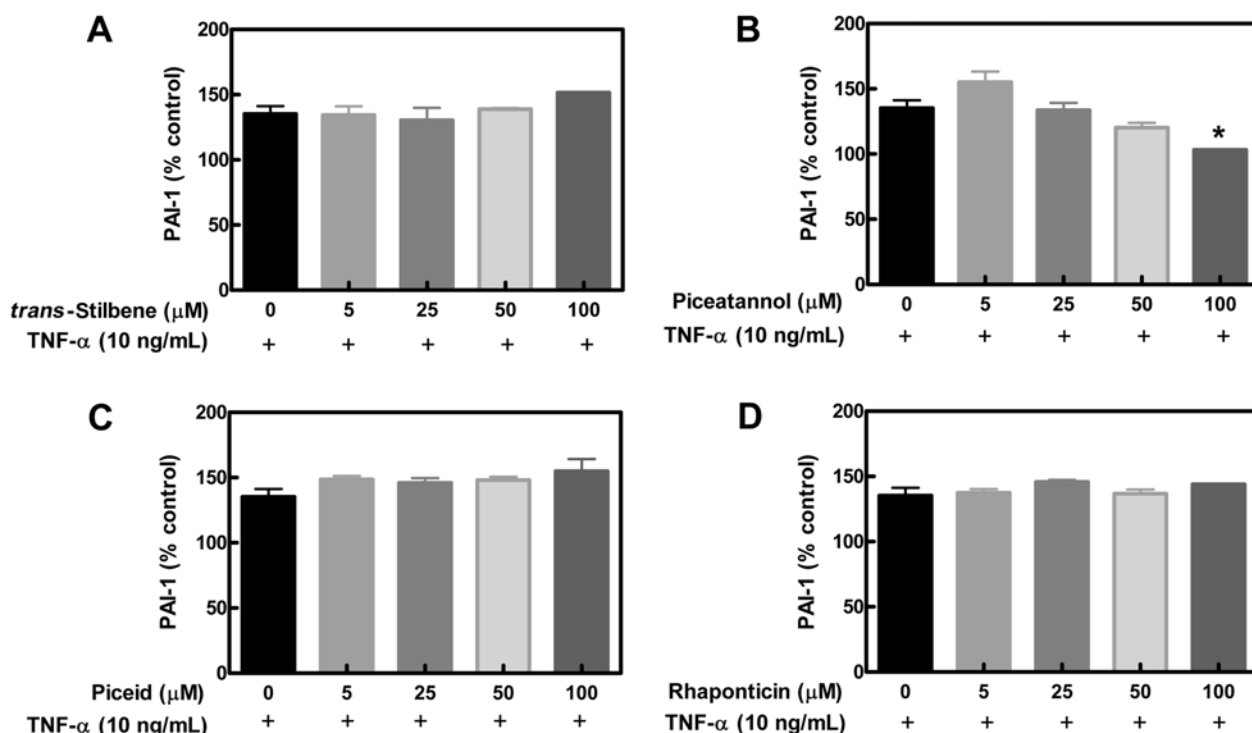 A
PAI-1 (% control)
200
150
100
50
0
trans-Stilbene (μM) 0 5 25 50 100
TNF-α (10 ng/mL) + + + + +
B
PAI-1 (% control)
200
150
100
50
0
*
Piceatannol (μM) 0 5 25 50 100
TNF-α (10 ng/mL) + + + + +
C
PAI-1 (% control)
200
150
100
50
0
Piceid (μM) 0 5 25 50 100
TNF-α (10 ng/mL) + + + + +
D
PAI-1 (% control)
200
150
100
50
0
Rhaponticin (μM) 0 5 25 50 100
TNF-α (10 ng/mL) + + + + +